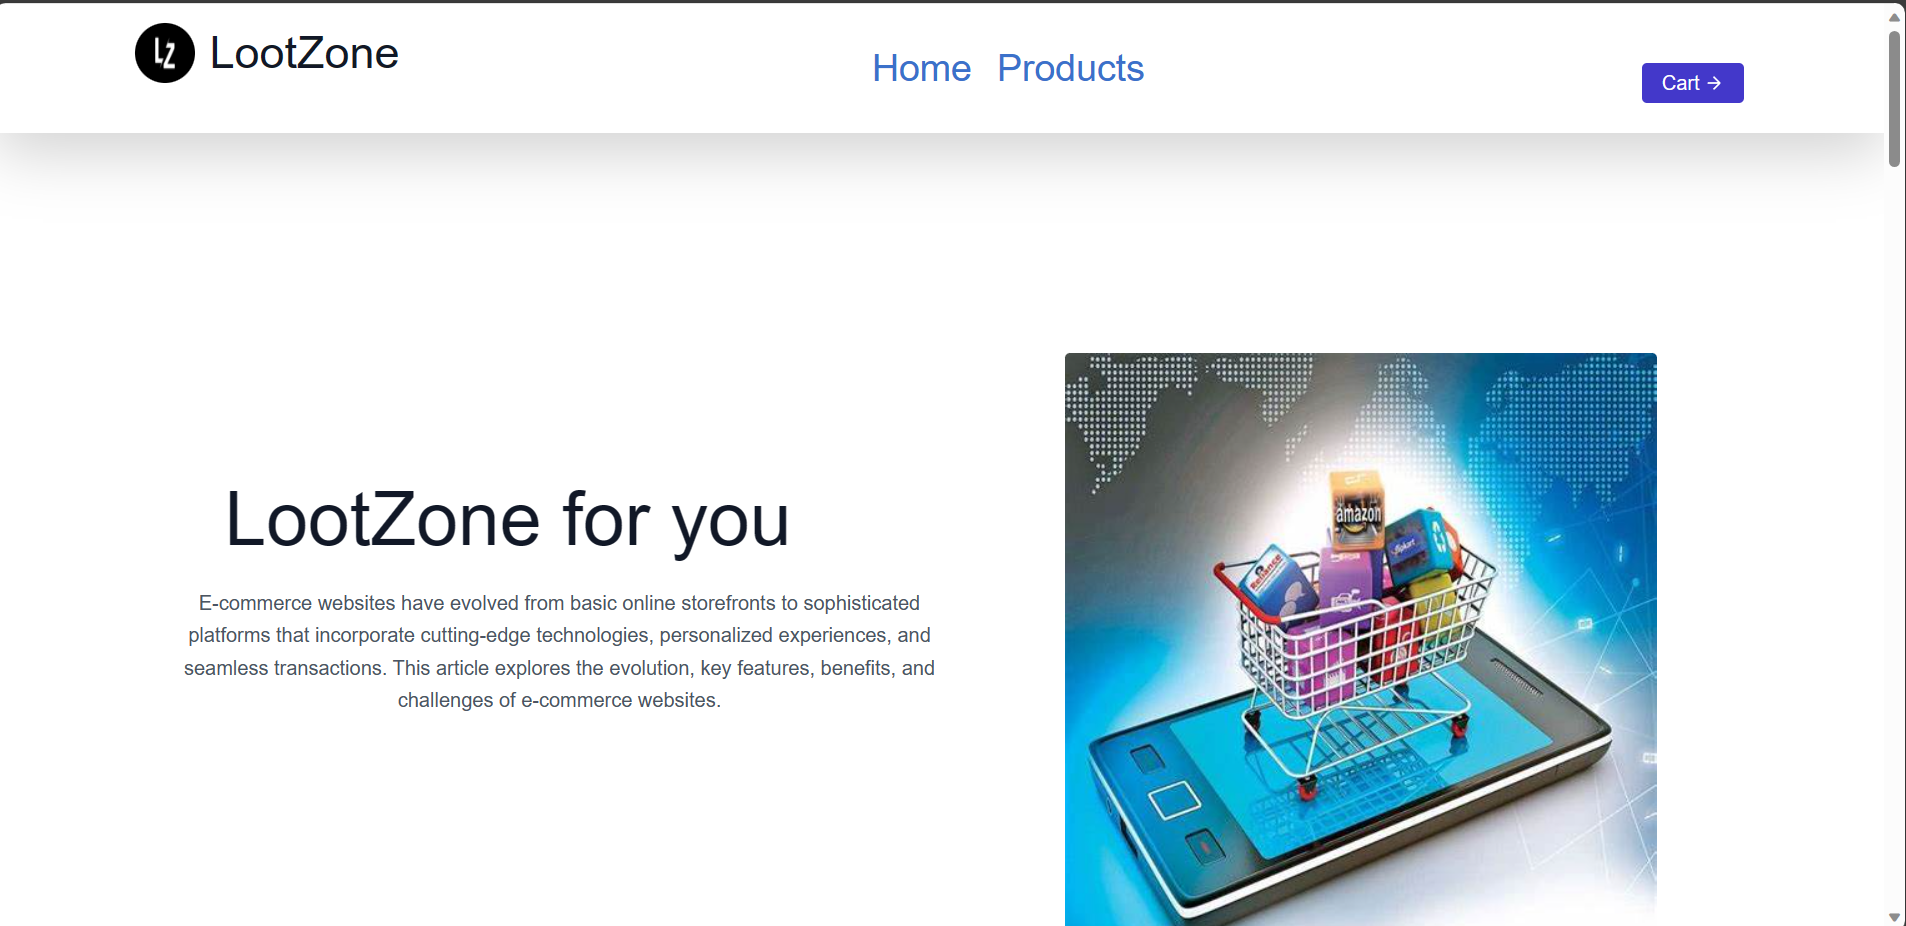 LZ LootZone
Home Products
Cart →
LootZone for you
E-commerce websites have evolved from basic online storefronts to sophisticated
platforms that incorporate cutting-edge technologies, personalized experiences, and
seamless transactions. This article explores the evolution, key features, benefits, and
challenges of e-commerce websites.
amazon
flipkart
Reliance